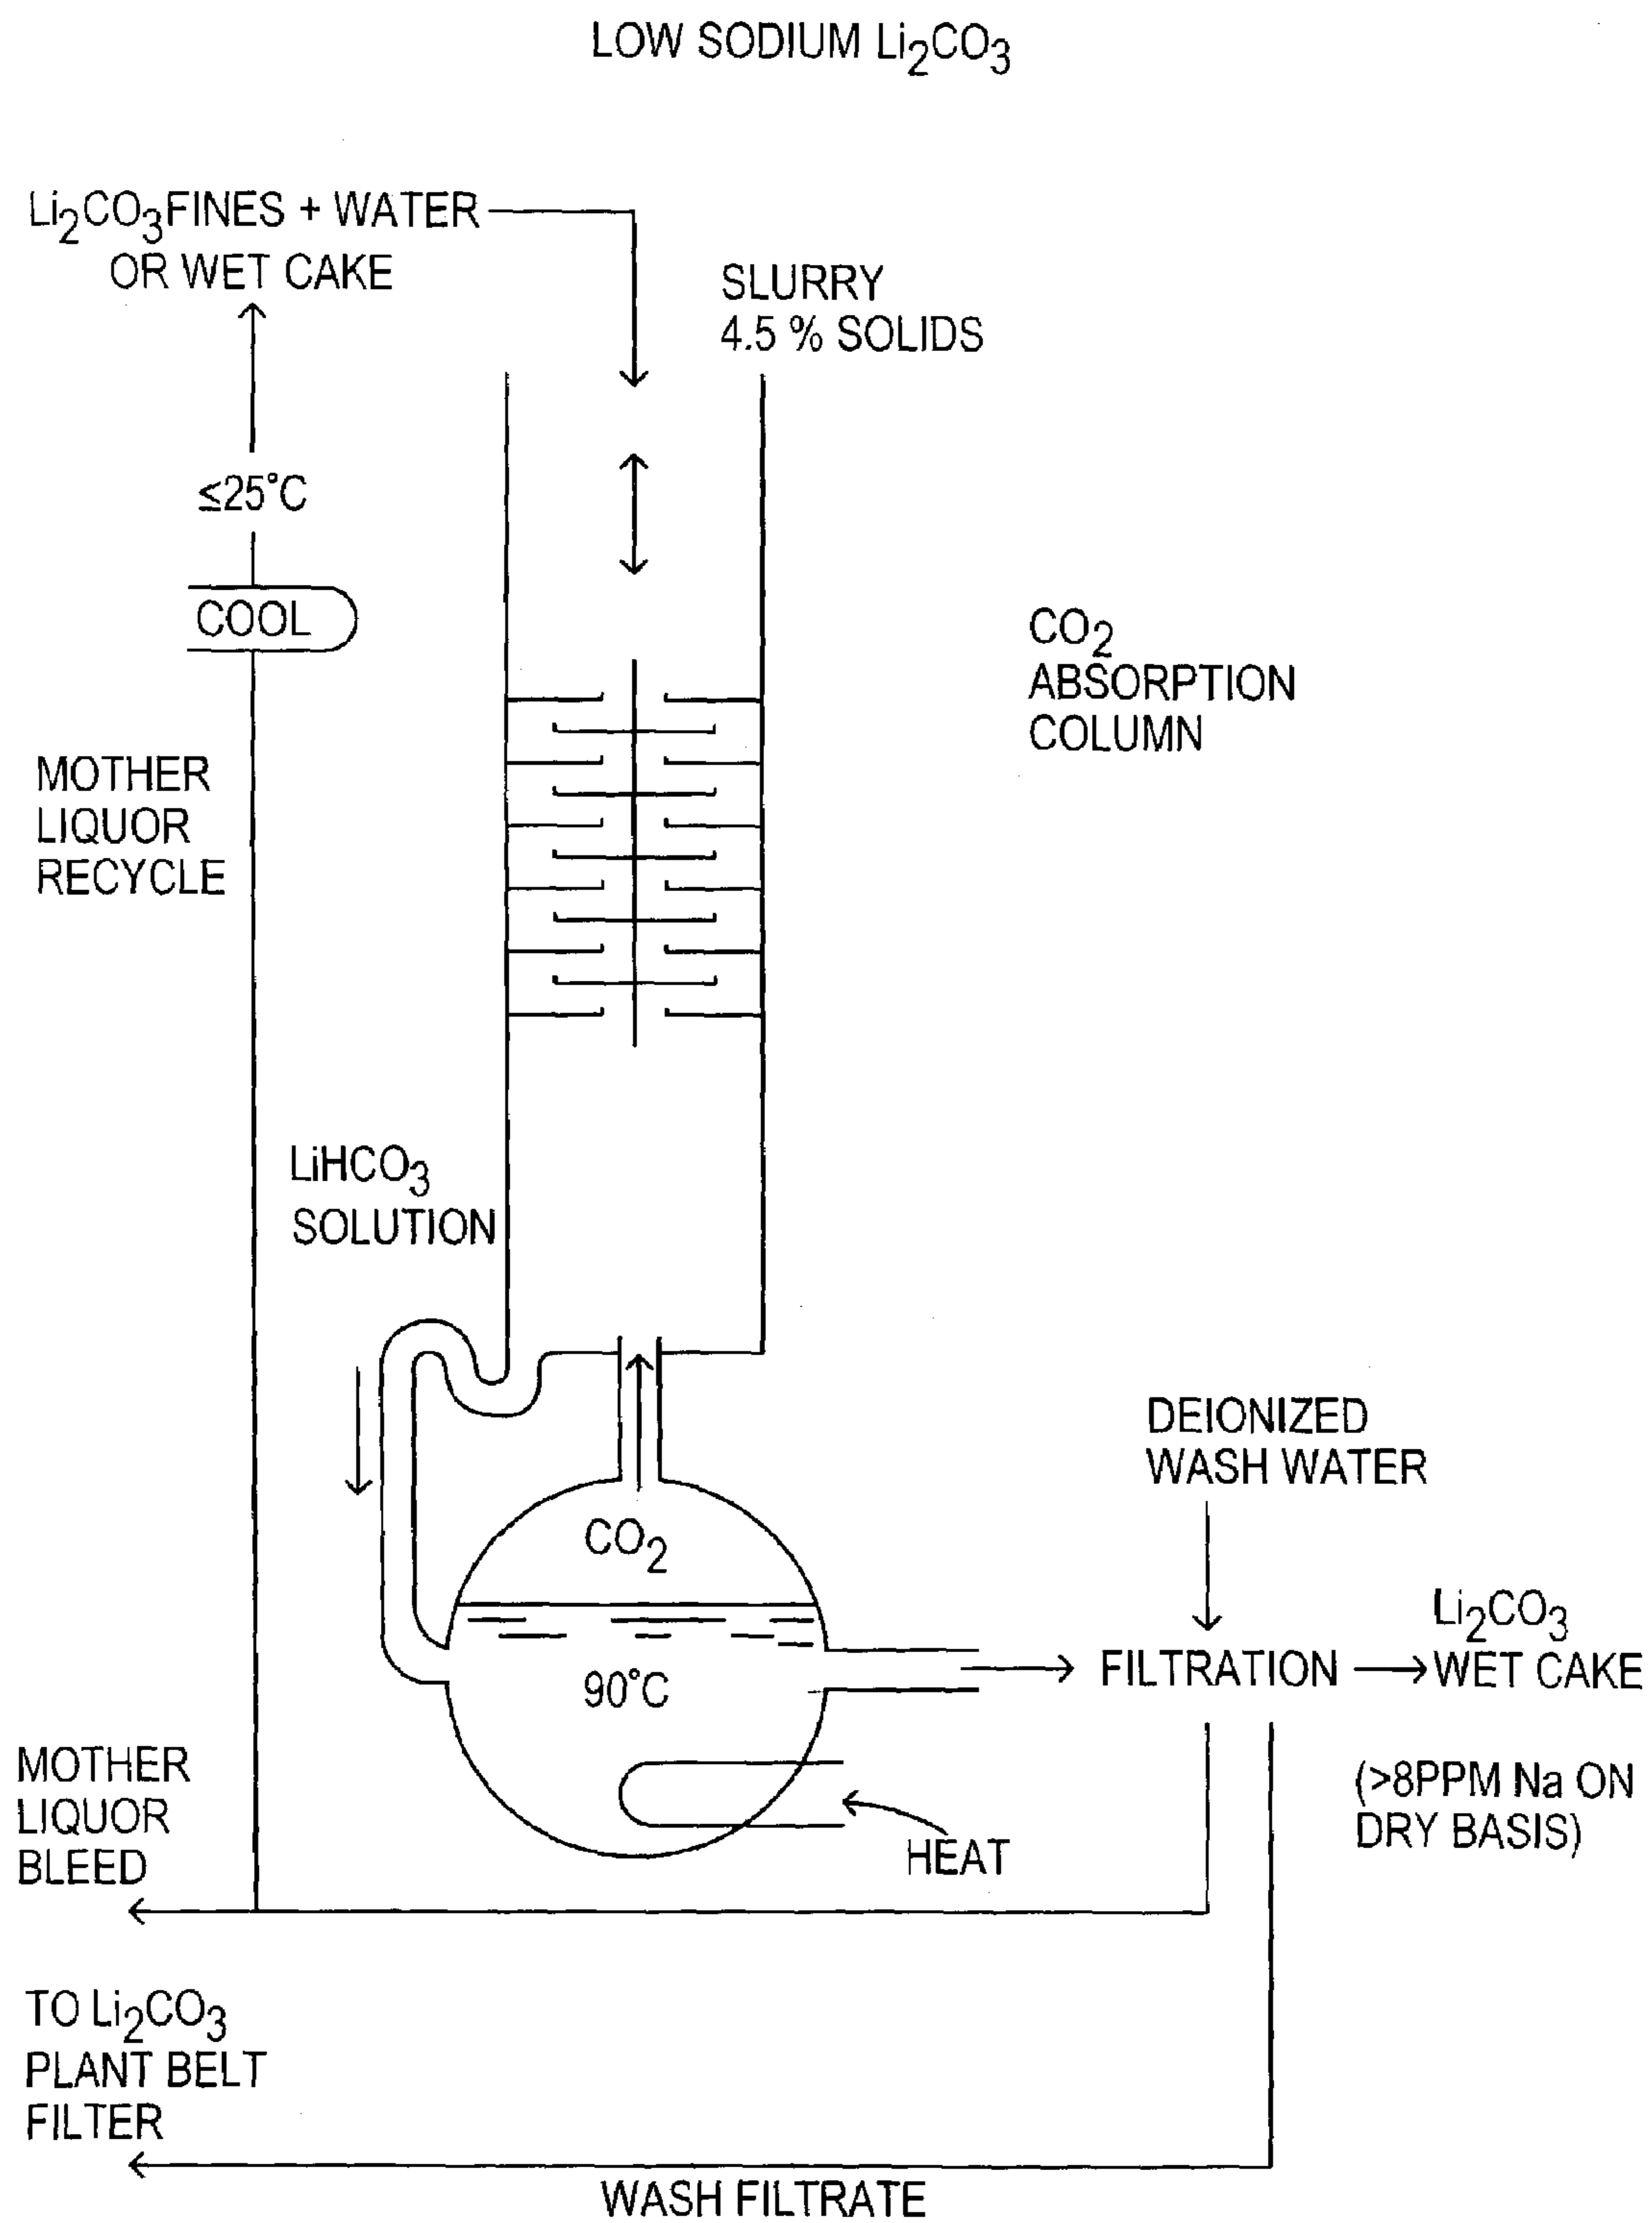 LOW SODIUM Li2CO3
Li2CO3FINES + WATER
OR WET CAKE
SLURRY
4.5 % SOLIDS
≤25°C
COOL
CO2
ABSORPTION
COLUMN
MOTHER
LIQUOR
RECYCLE
LiHCO3
SOLUTION
DEIONIZED
WASH WATER
CO2
90°C
HEAT
FILTRATION
Li2CO3
WET CAKE
(>8PPM Na ON
DRY BASIS)
MOTHER
LIQUOR
BLEED
TO Li2CO3
PLANT BELT
FILTER
WASH FILTRATE